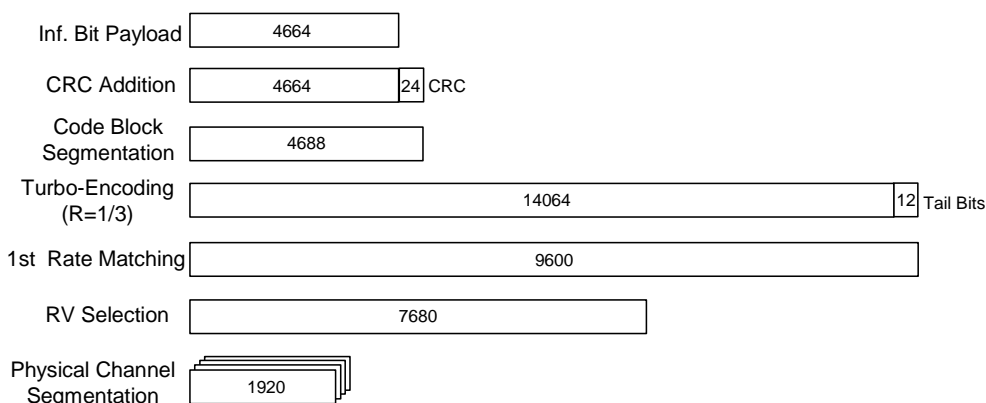 Inf. Bit Payload 4664
CRC Addition 4664 24 CRC
Code Block
Segmentation 4688
Turbo-Encoding
(R=1/3) 14064 12 Tail Bits
1st Rate Matching 9600
RV Selection 7680
Physical Channel
Segmentation 1920